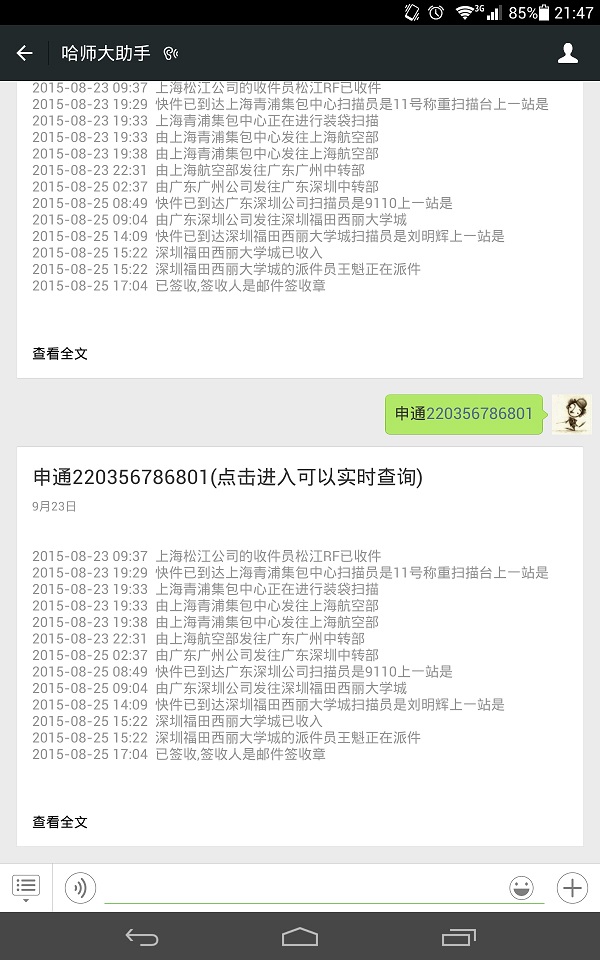 3G 85% 21:47
哈师大助手
2015-08-23 09:37 上海松江公司的收件员松江RF已收件
2015-08-23 19:29 快件已到达上海青浦集包中心扫描员是11号称重扫描台上一站是
2015-08-23 19:33 上海青浦集包中心正在进行装袋扫描
2015-08-23 19:33 由上海青浦集包中心发往上海航空部
2015-08-23 19:38 由上海青浦集包中心发往上海航空部
2015-08-23 22:31 由上海航空部发往广东广州中转部
2015-08-25 02:37 由广东广州公司发往广东深圳中转部
2015-08-25 08:49 快件已到达广东深圳公司扫描员是9110上一站是
2015-08-25 09:04 由广东深圳公司发往深圳福田西丽大学城
2015-08-25 14:09 快件已到达深圳福田西丽大学城扫描员是刘明辉上一站是
2015-08-25 15:22 深圳福田西丽大学城已收入
2015-08-25 15:22 深圳福田西丽大学城的派件员王魁正在派件
2015-08-25 17:04 已签收,签收人是邮件签收章
查看全文
申通220356786801
申通220356786801(点击进入可以实时查询)
9月23日
2015-08-23 09:37 上海松江公司的收件员松江RF已收件
2015-08-23 19:29 快件已到达上海青浦集包中心扫描员是11号称重扫描台上一站是
2015-08-23 19:33 上海青浦集包中心正在进行装袋扫描
2015-08-23 19:33 由上海青浦集包中心发往上海航空部
2015-08-23 19:38 由上海青浦集包中心发往上海航空部
2015-08-23 22:31 由上海航空部发往广东广州中转部
2015-08-25 02:37 由广东广州公司发往广东深圳中转部
2015-08-25 08:49 快件已到达广东深圳公司扫描员是9110上一站是
2015-08-25 09:04 由广东深圳公司发往深圳福田西丽大学城
2015-08-25 14:09 快件已到达深圳福田西丽大学城扫描员是刘明辉上一站是
2015-08-25 15:22 深圳福田西丽大学城已收入
2015-08-25 15:22 深圳福田西丽大学城的派件员王魁正在派件
2015-08-25 17:04 已签收,签收人是邮件签收章
查看全文